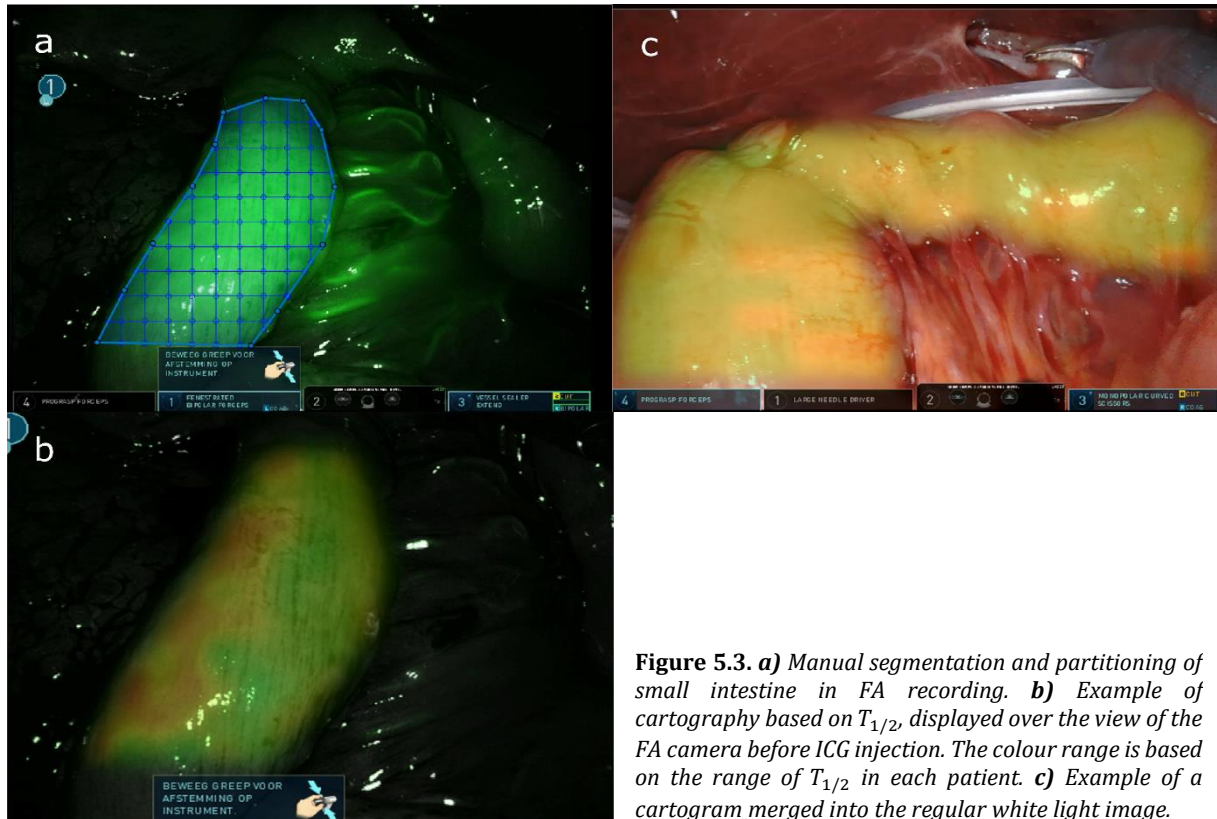 a
1
BEWEEG GREEP VOOR
AFSTEMMING OP
INSTRUMENT.
4 PROGRASP FORCEPS
1 FENESTRATED
BIPOLAR FORCEPS
2
3 VESSEL SEALER
EXTEND
CUT
BIPOLAR
c
4 PROGRASP FORCEPS
1 LARGE NEEDLE DRIVER
2
3 MONOPOLAR CURVED
SCISSORS
CUT
COAG
b
1
BEWEEG GREEP VOOR
AFSTEMMING OP
INSTRUMENT.
Figure 5.3. a) Manual segmentation and partitioning of
small intestine in FA recording. b) Example of
cartography based on T1/2, displayed over the view of the
FA camera before ICG injection. The colour range is based
on the range of T1/2 in each patient. c) Example of a
cartogram merged into the regular white light image.